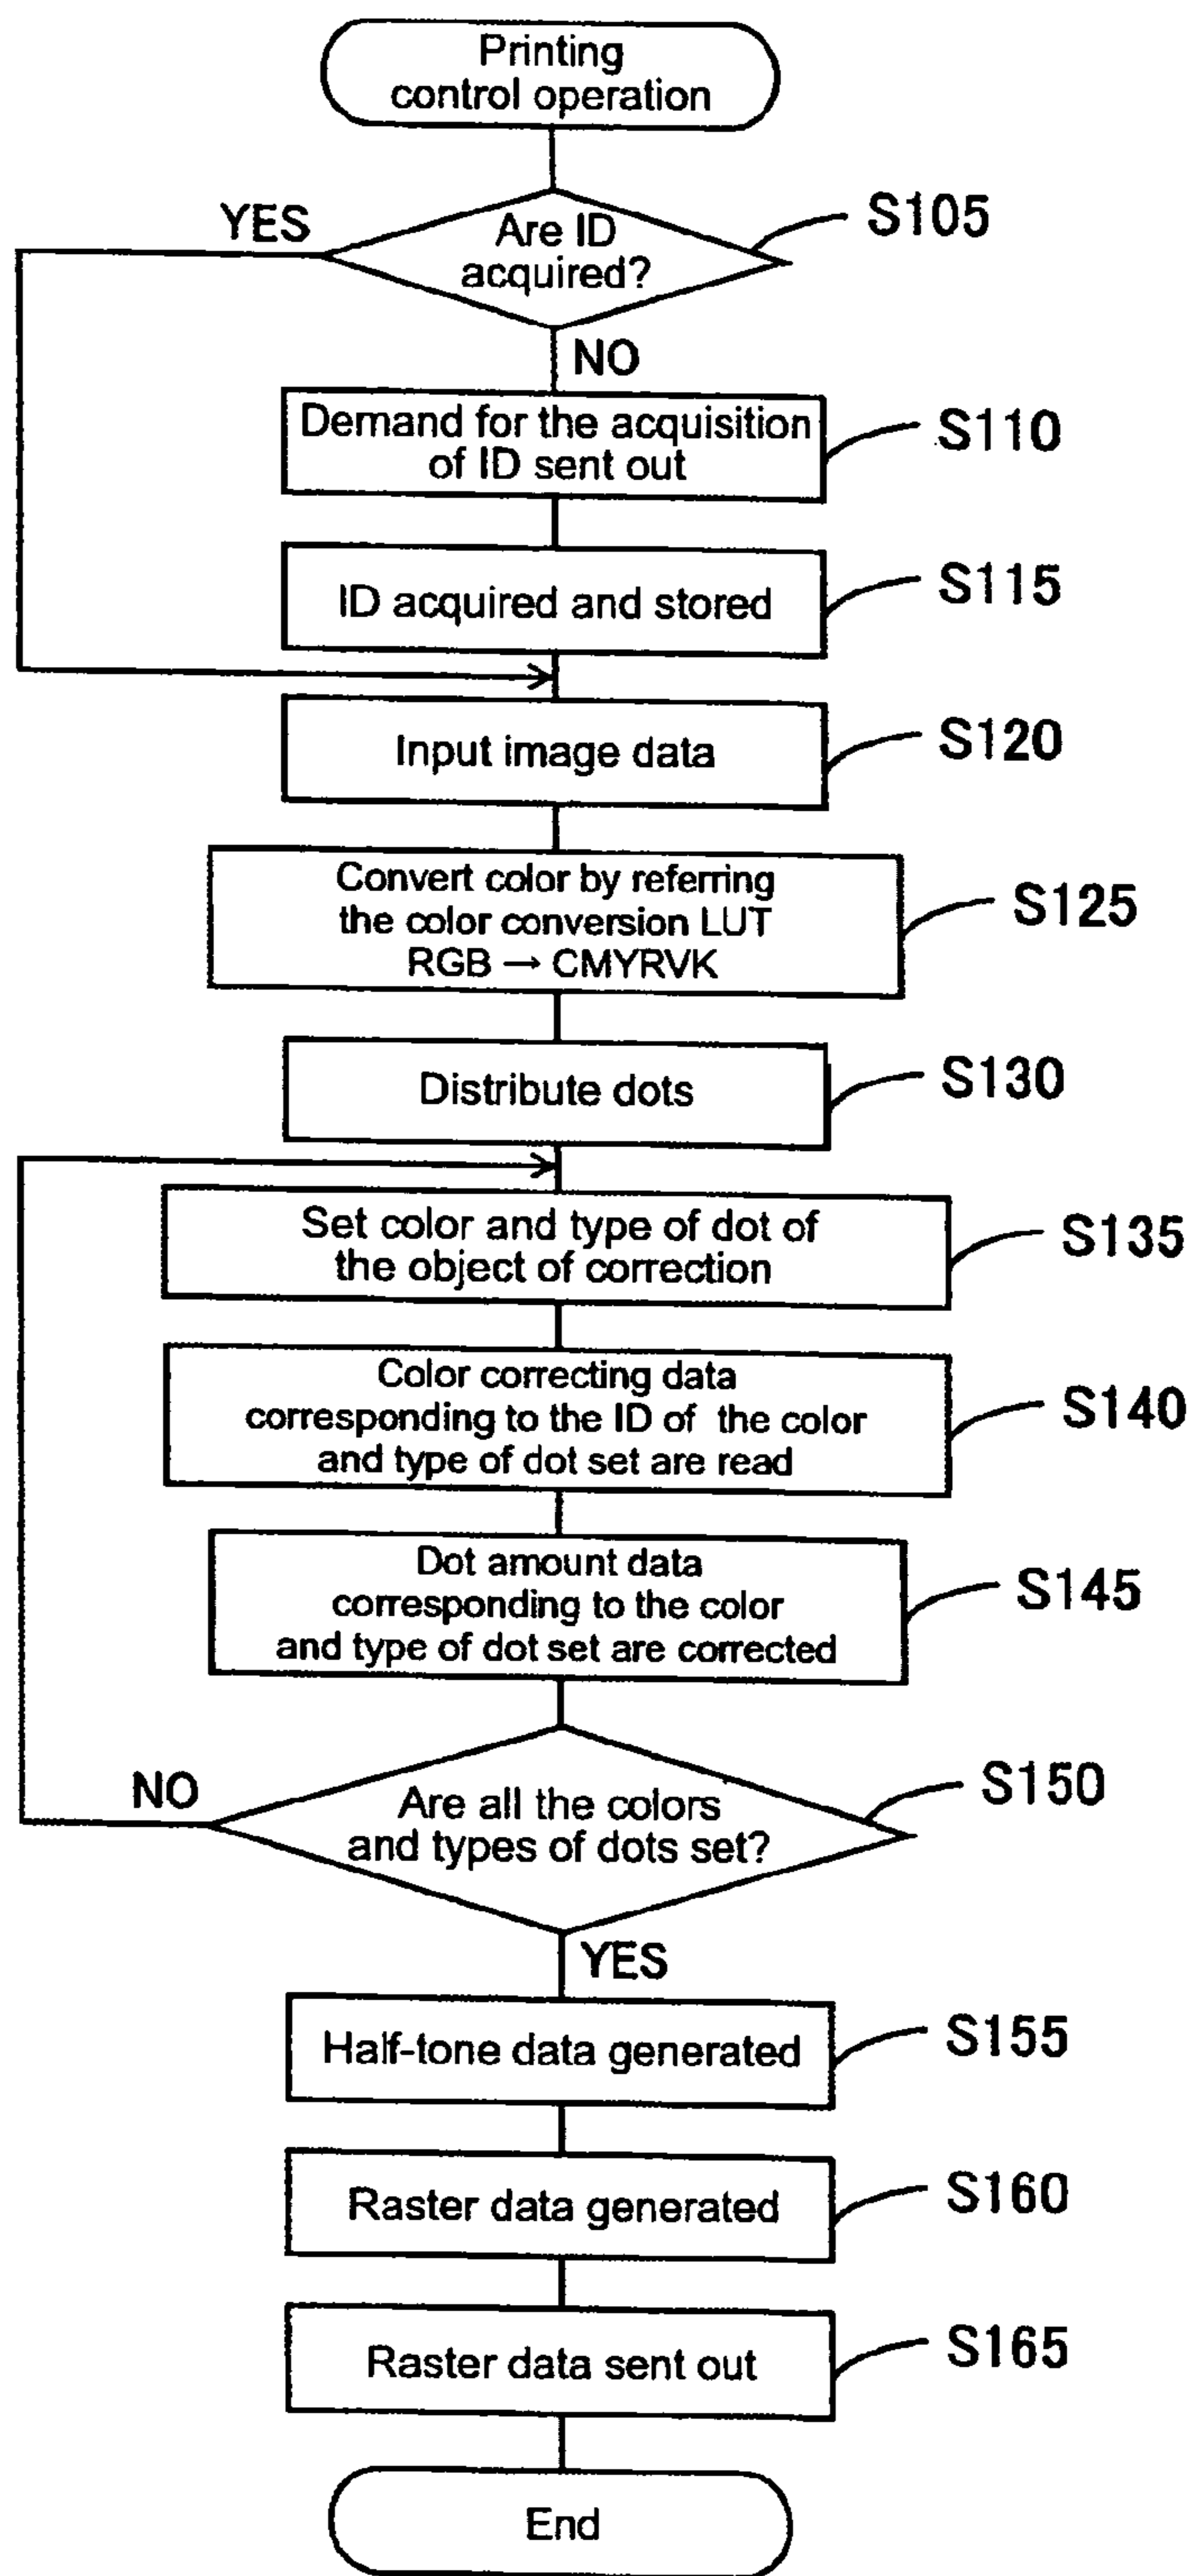 Printing
control operation
YES
Are ID
acquired?
S105
NO
Demand for the acquisition
of ID sent out
S110
ID acquired and stored
S115
Input image data
S120
Convert color by referring
the color conversion LUT
RGB → CMYRVK
S125
Distribute dots
S130
Set color and type of dot of
the object of correction
S135
Color correcting data
corresponding to the ID of the color
and type of dot set are read
S140
Dot amount data
corresponding to the color
and type of dot set are corrected
S145
NO
Are all the colors
and types of dots set?
S150
YES
Half-tone data generated
S155
Raster data generated
S160
Raster data sent out
S165
End